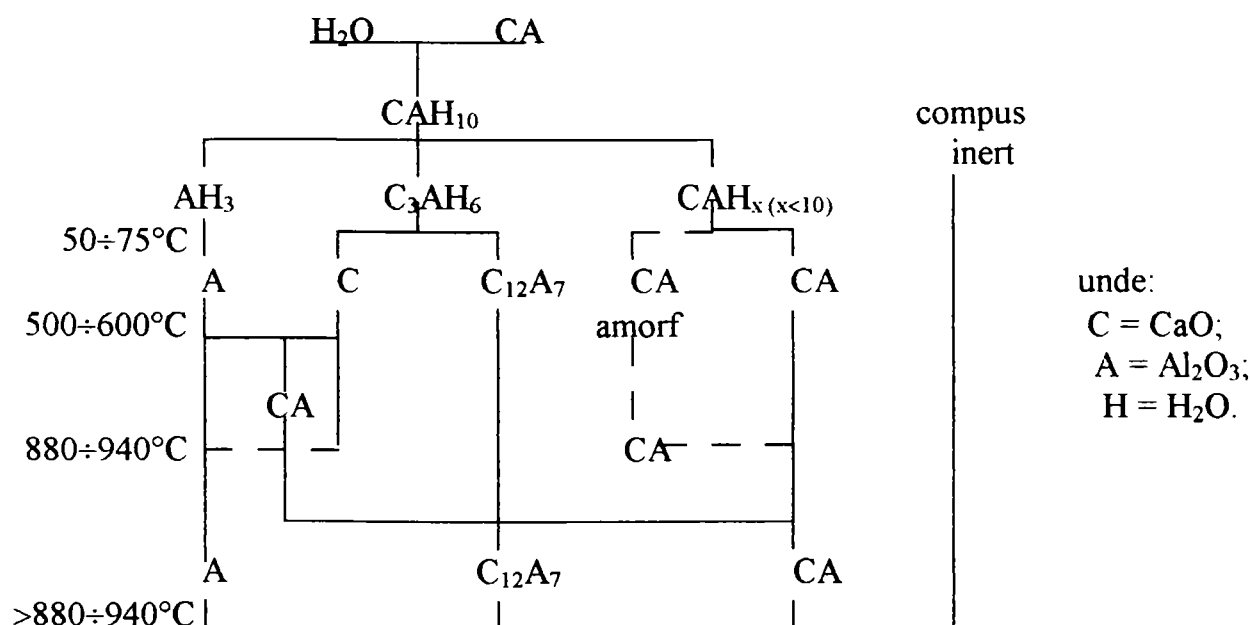 H₂O CA
CAH₁₀
compus
inert
AH₃ C₃AH₆ CAHₓ (x<10)
50÷75°C
A C C₁₂A₇ CA CA
unde:
500÷600°C amorf
C = CaO;
A = Al₂O₃;
CA
H = H₂O.
880÷940°C CA
A C₁₂A₇ CA
>880÷940°C